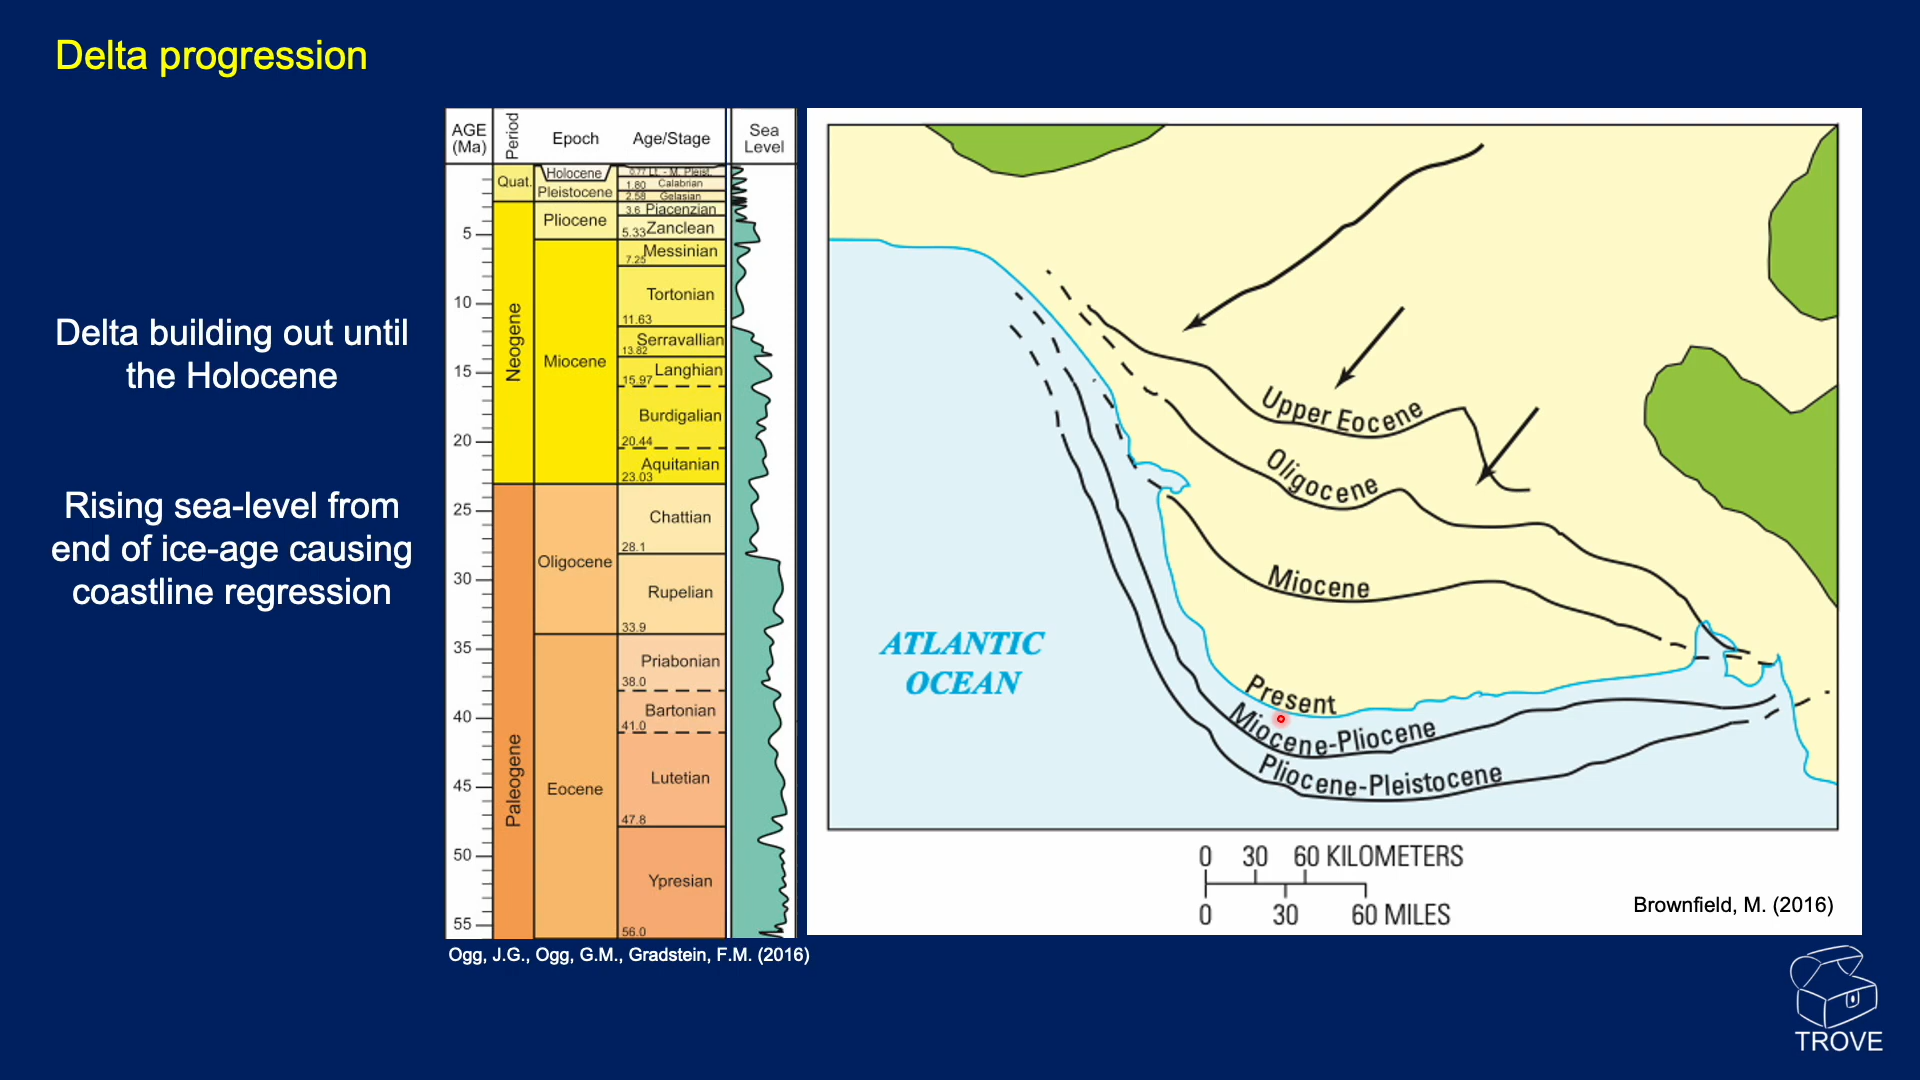 Delta progression
Delta building out until
the Holocene
Rising sea-level from
end of ice-age causing
coastline regression
AGE
(Ma)
Period
Epoch
Age/Stage
Sea
Level
Quat.
Holocene
Pleistocene
0.77 Lt. - M. Pleist.
1.80 Calabrian
2.58 Gelasian
Neogene
Pliocene
3.6 Piacenzian
5.33 Zanclean
5
Miocene
Messinian
7.25
Tortonian
10
11.63
Serravallian
13.82
Langhian
15
15.97
Burdigalian
20
20.44
Aquitanian
23.03
Paleogene
Oligocene
25
Chattian
28.1
30
Rupelian
33.9
Eocene
35
Priabonian
38.0
Bartonian
40
41.0
Lutetian
45
47.8
50
Ypresian
55
56.0
Ogg, J.G., Ogg, G.M., Gradstein, F.M. (2016)
Upper Eocene
Oligocene
Miocene
ATLANTIC
OCEAN
Present
Miocene-Pliocene
Pliocene-Pleistocene
0 30 60 KILOMETERS
0 30 60 MILES
Brownfield, M. (2016)
TROVE